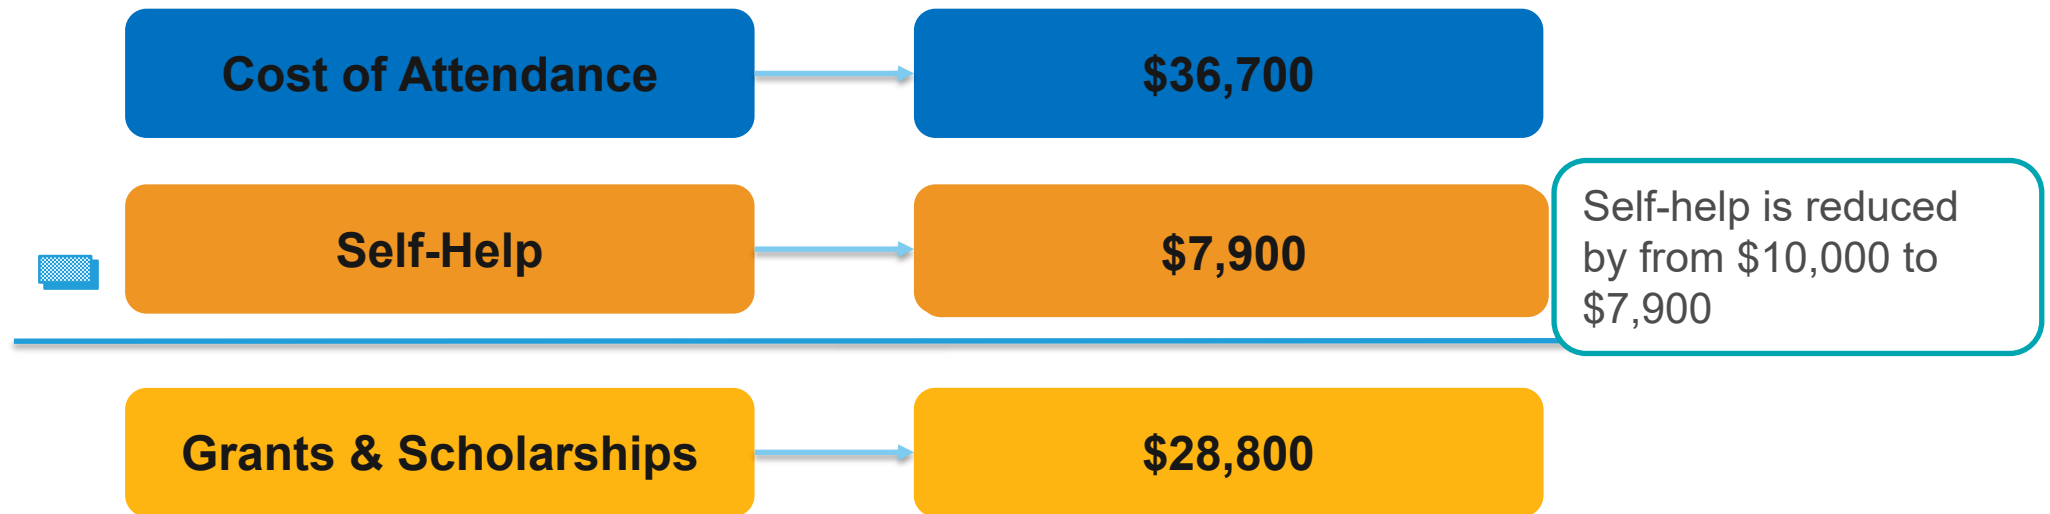 Cost of Attendance
$36,700
Self-Help
$7,900
Self-help is reduced
by from $10,000 to
$7,900
Grants & Scholarships
$28,800